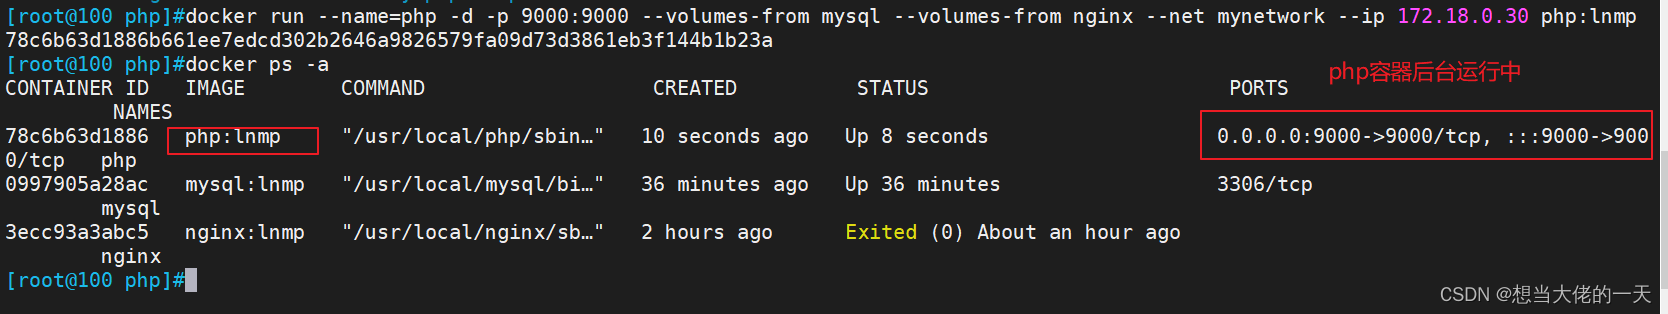 [root@100 php]#docker run --name=php -d -p 9000:9000 --volumes-from mysql --volumes-from nginx --net mynetwork --ip 172.18.0.30 php:lnmp
78c6b63d1886b661ee7edcd302b2646a9826579fa09d73d3861eb3f144b1b23a
[root@100 php]#docker ps -a
php容器后台运行中
CONTAINER ID   IMAGE        COMMAND                   CREATED          STATUS                         PORTS
         NAMES
78c6b63d1886   php:lnmp     "/usr/local/php/sbin…"   10 seconds ago   Up 8 seconds                   0.0.0.0:9000->9000/tcp, :::9000->900
0/tcp   php
0997905a28ac   mysql:lnmp   "/usr/local/mysql/bi…"   36 minutes ago   Up 36 minutes                  3306/tcp
        mysql
3ecc93a3abc5   nginx:lnmp   "/usr/local/nginx/sb…"   2 hours ago      Exited (0) About an hour ago
        nginx
[root@100 php]#
CSDN @想当大佬的一天